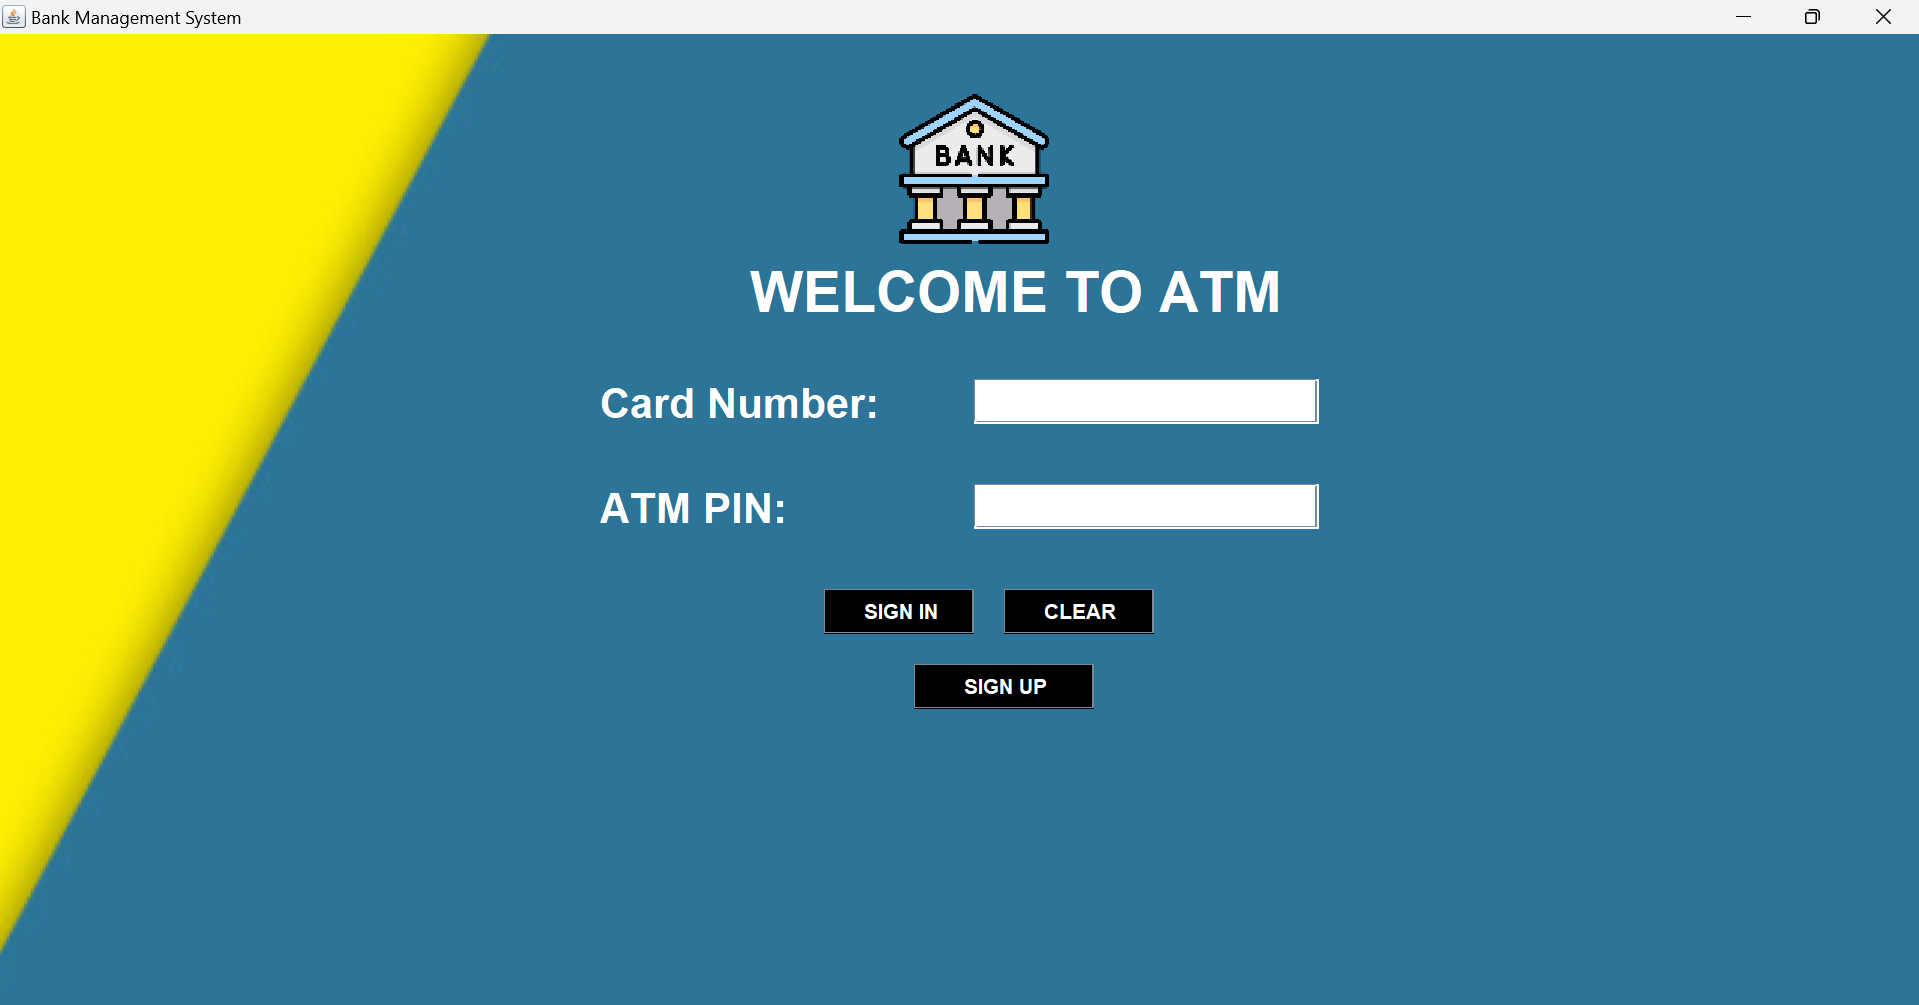 Bank Management System
BANK
WELCOME TO ATM
Card Number:
ATM PIN:
SIGN IN CLEAR
SIGN UP